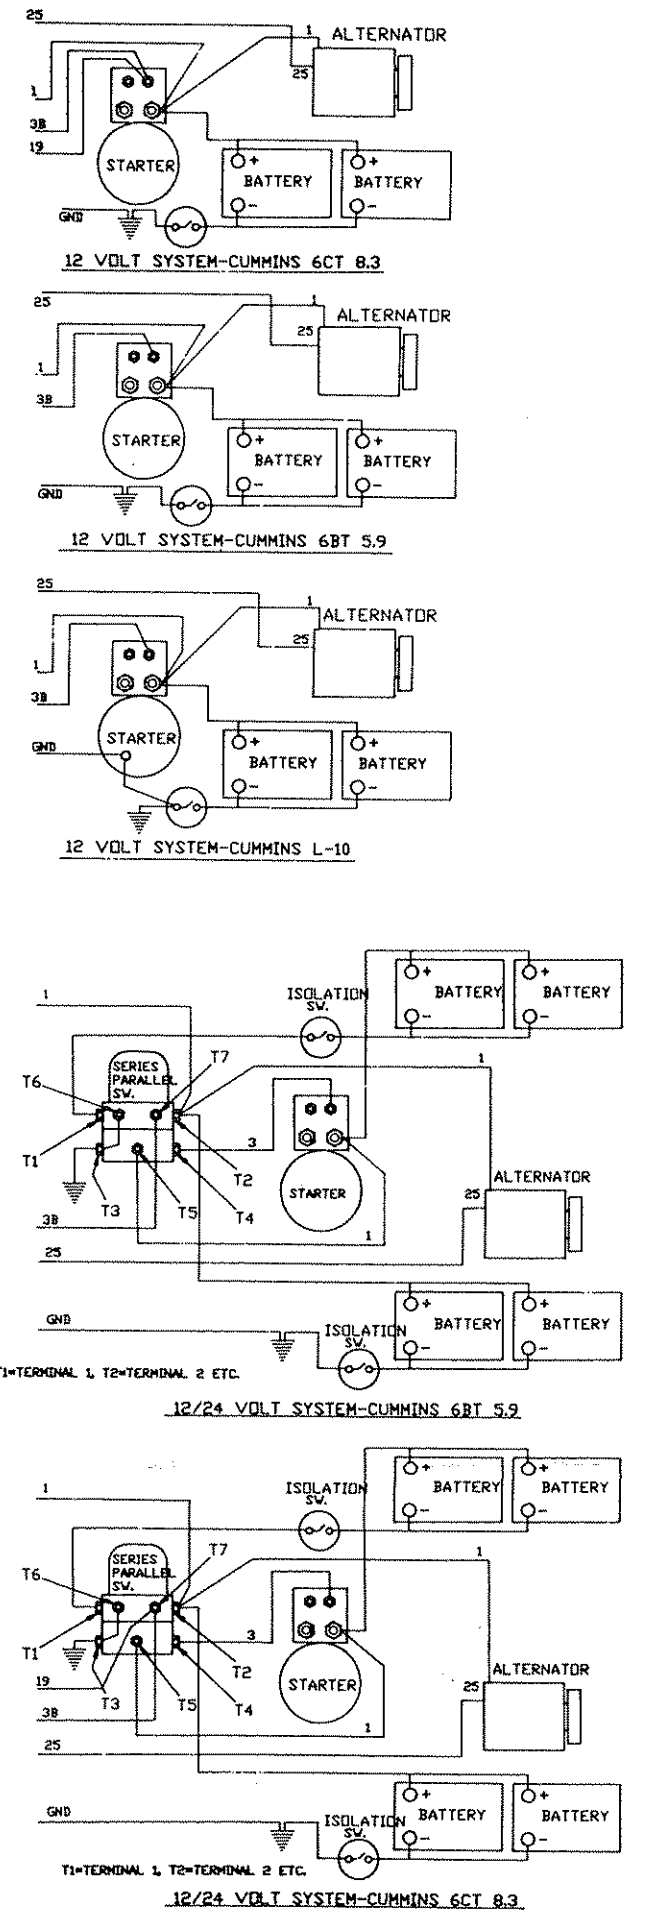 25
1
ALTERNATOR
25
1
3B
19
STARTER
+ BATTERY -
+ BATTERY -
GND
12 VOLT SYSTEM-CUMMINS 6CT 8.3
25
1
ALTERNATOR
25
1
3B
STARTER
+ BATTERY -
+ BATTERY -
GND
12 VOLT SYSTEM-CUMMINS 6BT 5.9
25
1
ALTERNATOR
25
1
3B
GND
STARTER
+ BATTERY -
+ BATTERY -
12 VOLT SYSTEM-CUMMINS L-10
+ BATTERY -
+ BATTERY -
1
ISOLATION
SW.
SERIES
PARALLEL
SW.
T7
T6
1
T1
T2
3
T3
T5
T4
STARTER
ALTERNATOR
25
3B
1
25
GND
ISOLATION
SW.
+ BATTERY -
+ BATTERY -
T1=TERMINAL 1, T2=TERMINAL 2 ETC.
12/24 VOLT SYSTEM-CUMMINS 6BT 5.9
+ BATTERY -
+ BATTERY -
1
ISOLATION
SW.
SERIES
PARALLEL
SW.
T7
T6
1
T1
T2
3
19
T3
T5
T4
STARTER
ALTERNATOR
25
3B
1
25
GND
ISOLATION
SW.
+ BATTERY -
+ BATTERY -
T1=TERMINAL 1, T2=TERMINAL 2 ETC.
12/24 VOLT SYSTEM-CUMMINS 6CT 8.3